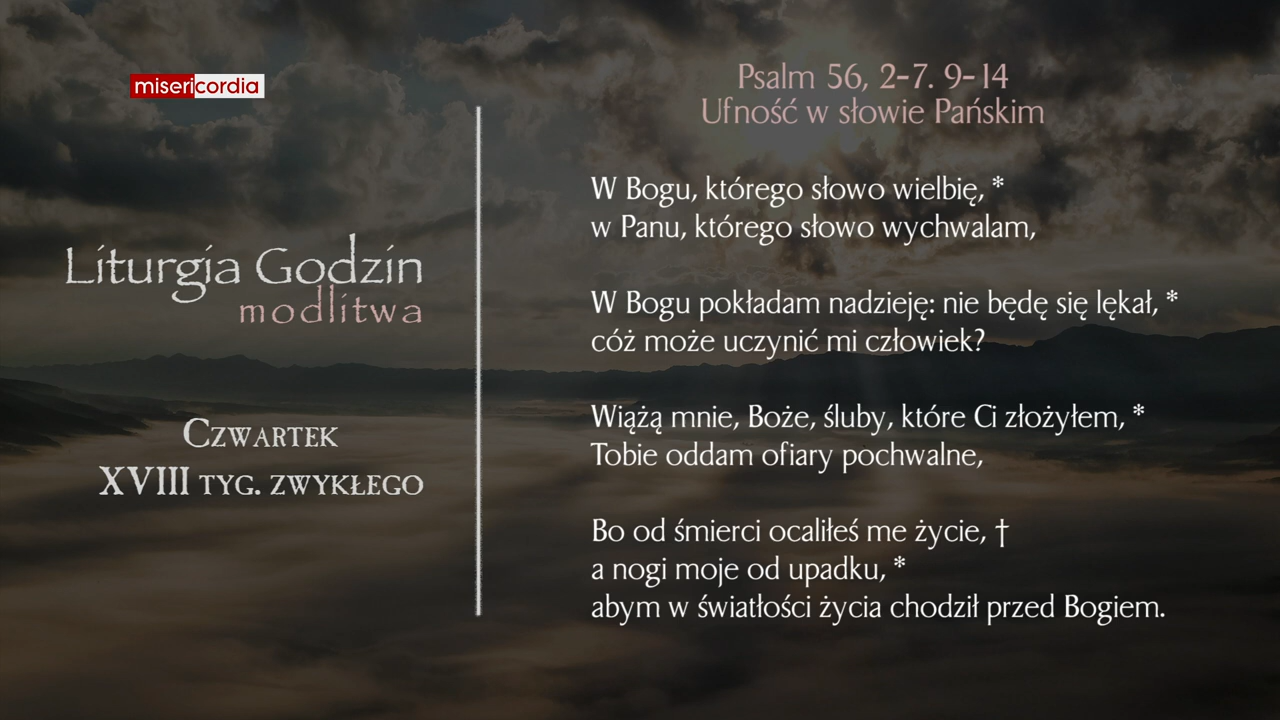 misericordia
Liturgia Godzin
modlitwa
Czwartek
XVIII tyg. zwykłego
Psalm 56, 2-7. 9-14
Ufność w słowie Pańskim
W Bogu, którego słowo wielbię, *
w Panu, którego słowo wychwalam,
W Bogu pokładam nadzieję: nie będę się lękał, *
cóż może uczynić mi człowiek?
Wiążą mnie, Boże, śluby, które Ci złożyłem, *
Tobie oddam ofiary pochwalne,
Bo od śmierci ocaliłeś me życie, †
a nogi moje od upadku, *
abym w światłości życia chodził przed Bogiem.